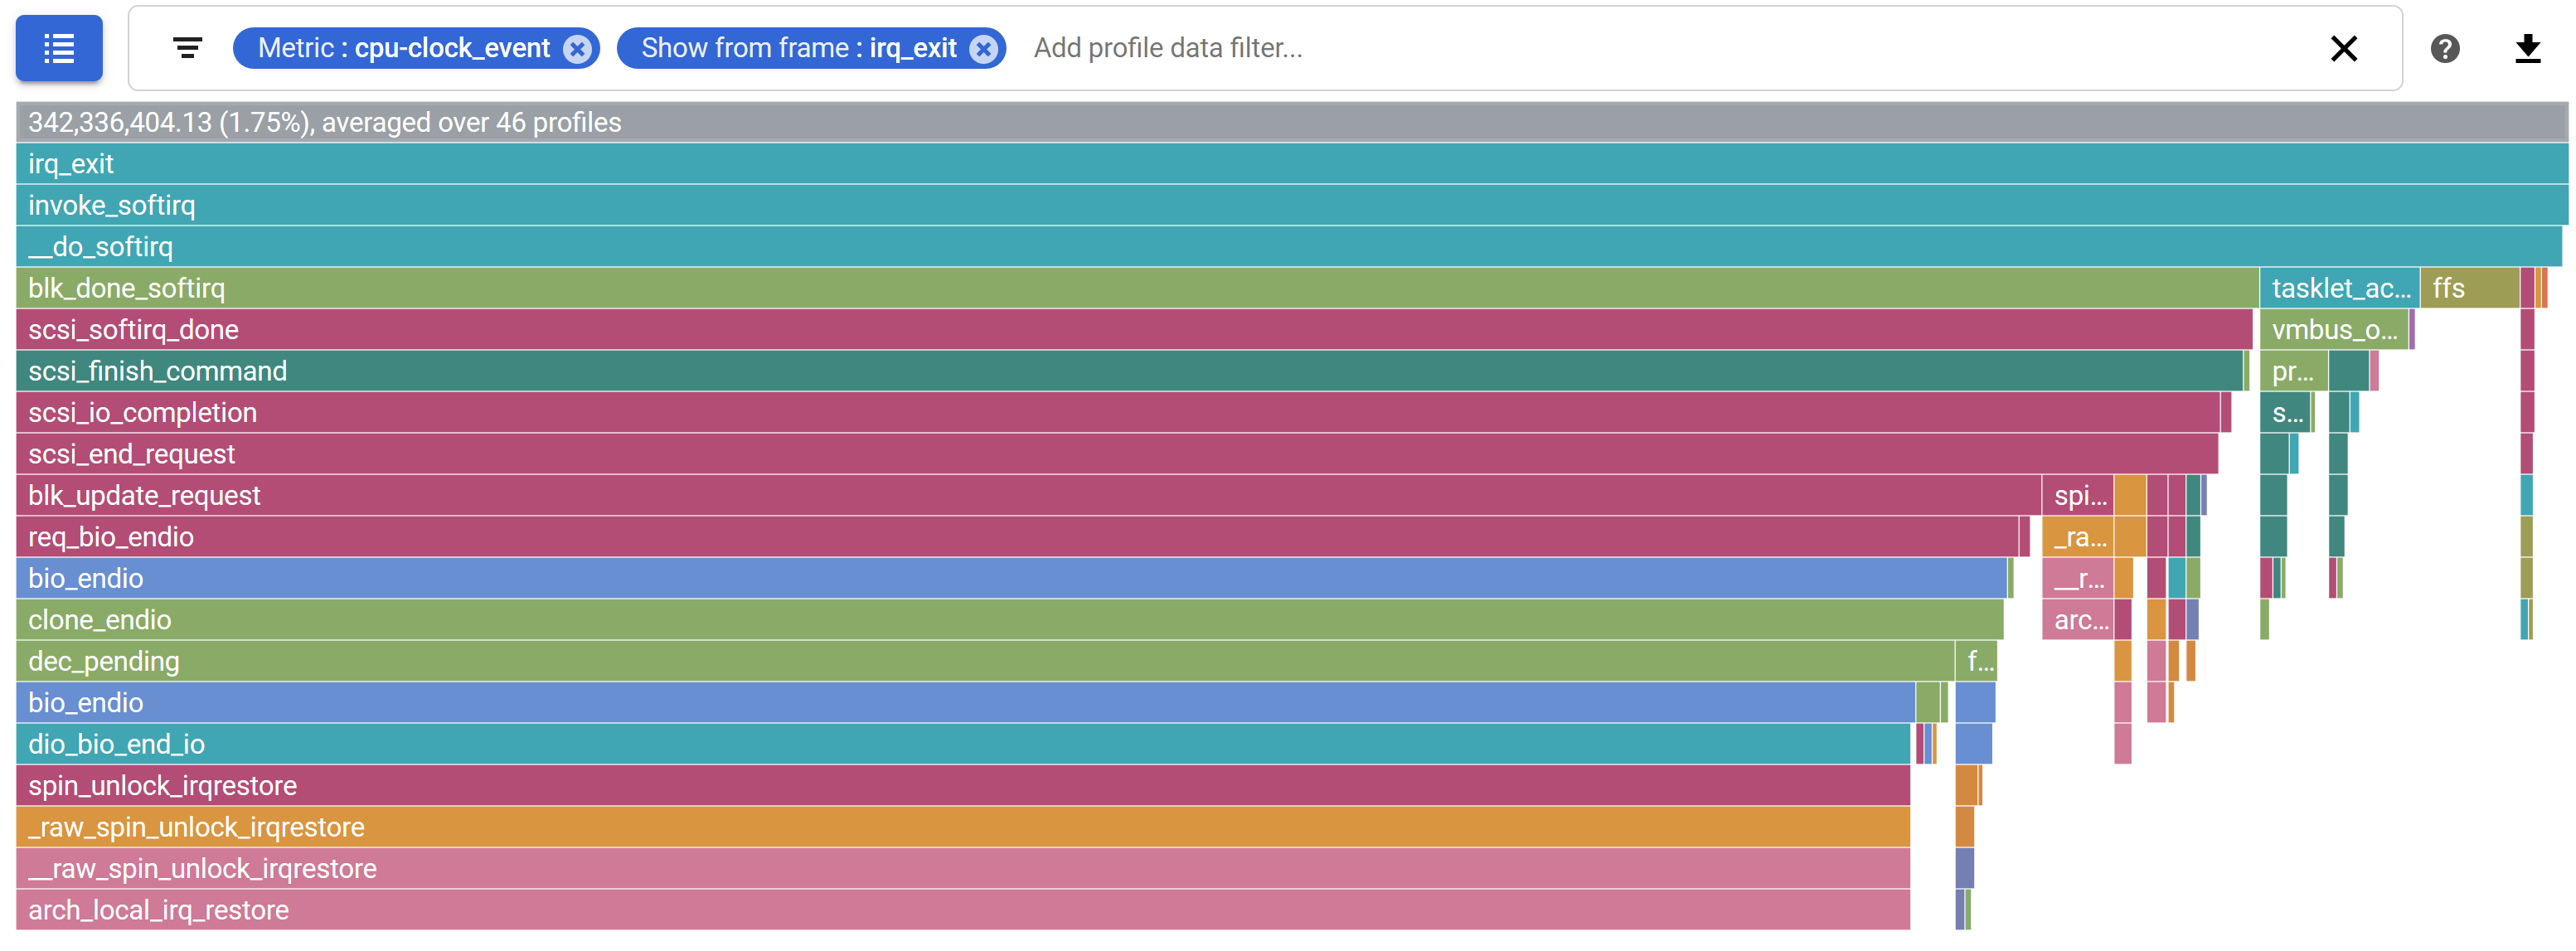 Metric : cpu-clock_event Show from frame : irq_exit Add profile data filter...
342,336,404.13 (1.75%), averaged over 46 profiles
irq_exit
invoke_softirq
__do_softirq
blk_done_softirq tasklet_ac... ffs
scsi_softirq_done vmbus_o...
scsi_finish_command pr...
scsi_io_completion s...
scsi_end_request
blk_update_request spi...
req_bio_endio _ra...
bio_endio __r...
clone_endio arc...
dec_pending f...
bio_endio
dio_bio_end_io
spin_unlock_irqrestore
_raw_spin_unlock_irqrestore
__raw_spin_unlock_irqrestore
arch_local_irq_restore